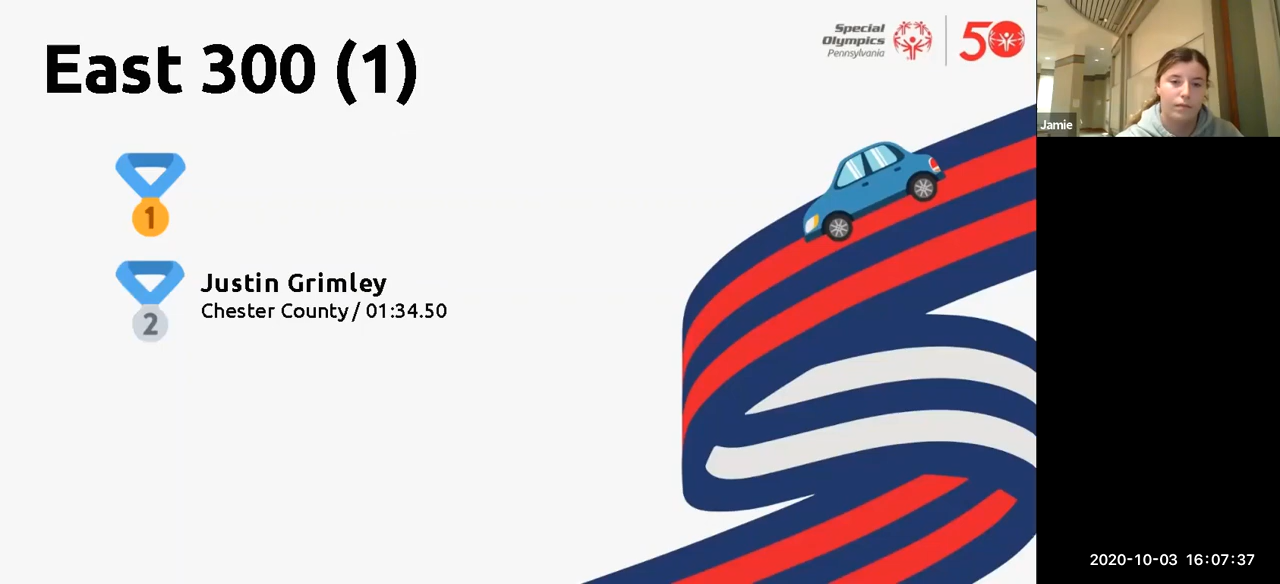 East 300 (1)
Special
Olympics
Pennsylvania
50
Jamie
1
2
Justin Grimley
Chester County / 01:34.50
2020-10-03 16:07:37